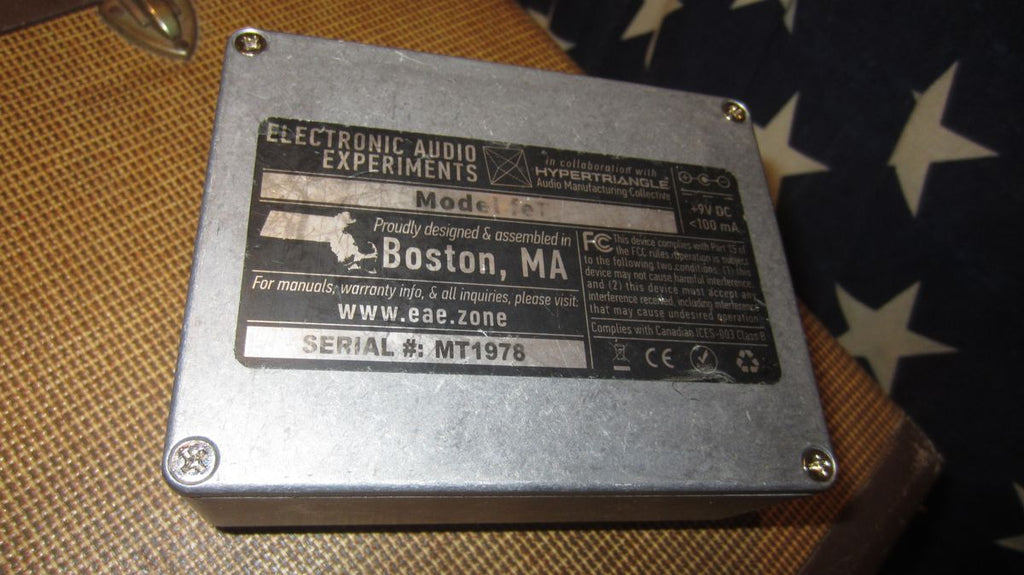 ELECTRONIC AUDIO
EXPERIMENTS
in collaboration with
HYPERTRIANGLE
Audio Manufacturing Collective
+9V DC
<100 mA
Model feT
Proudly designed & assembled in
Boston, MA
For manuals, warranty info, & all inquiries, please visit:
www.eae.zone
SERIAL #: MT1978
FC This device complies with Part 15 of
the FCC rules. Operation is subject
to the following two conditions: (1) this
device may not cause harmful interference,
and (2) this device must accept any
interference received, including interference
that may cause undesired operation.
Complies with Canadian ICES-003 Class B
CE